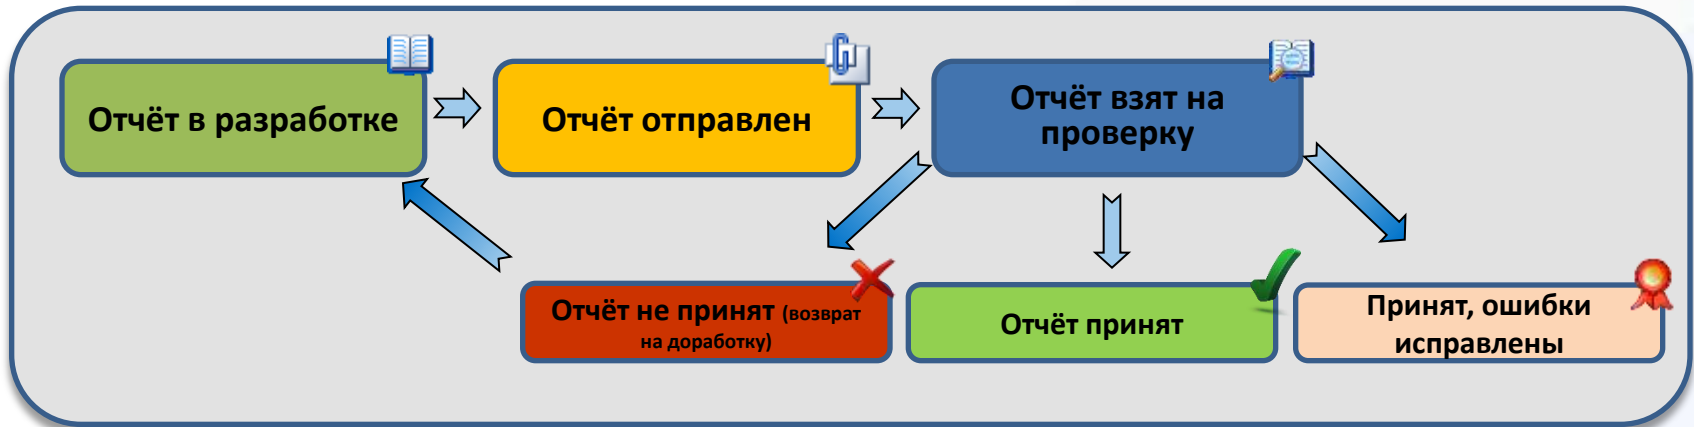 Отчёт в разработке
Отчёт отправлен
Отчёт взят на
проверку
Отчёт не принят (возврат
на доработку)
Отчёт принят
Принят, ошибки
исправлены